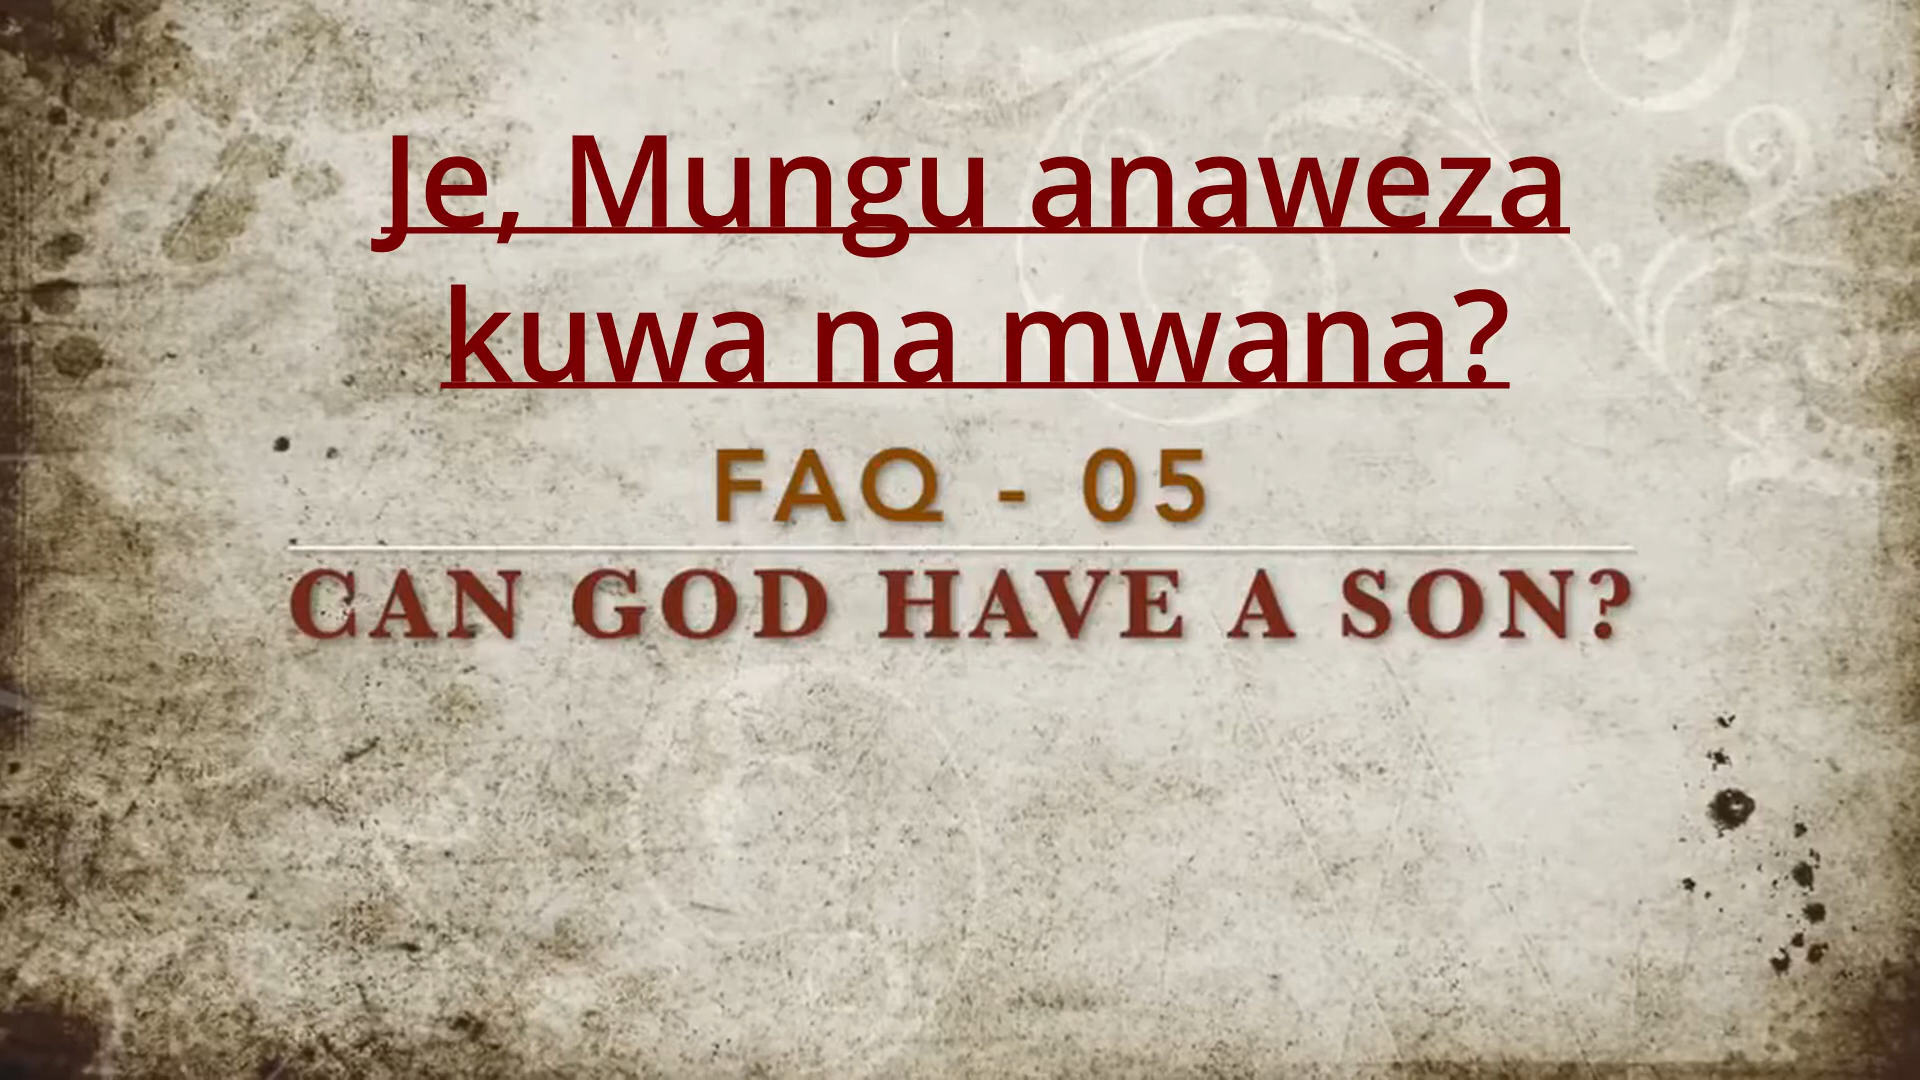 Je, Mungu anaweza
kuwa na mwana?
FAQ - 05
CAN GOD HAVE A SON?